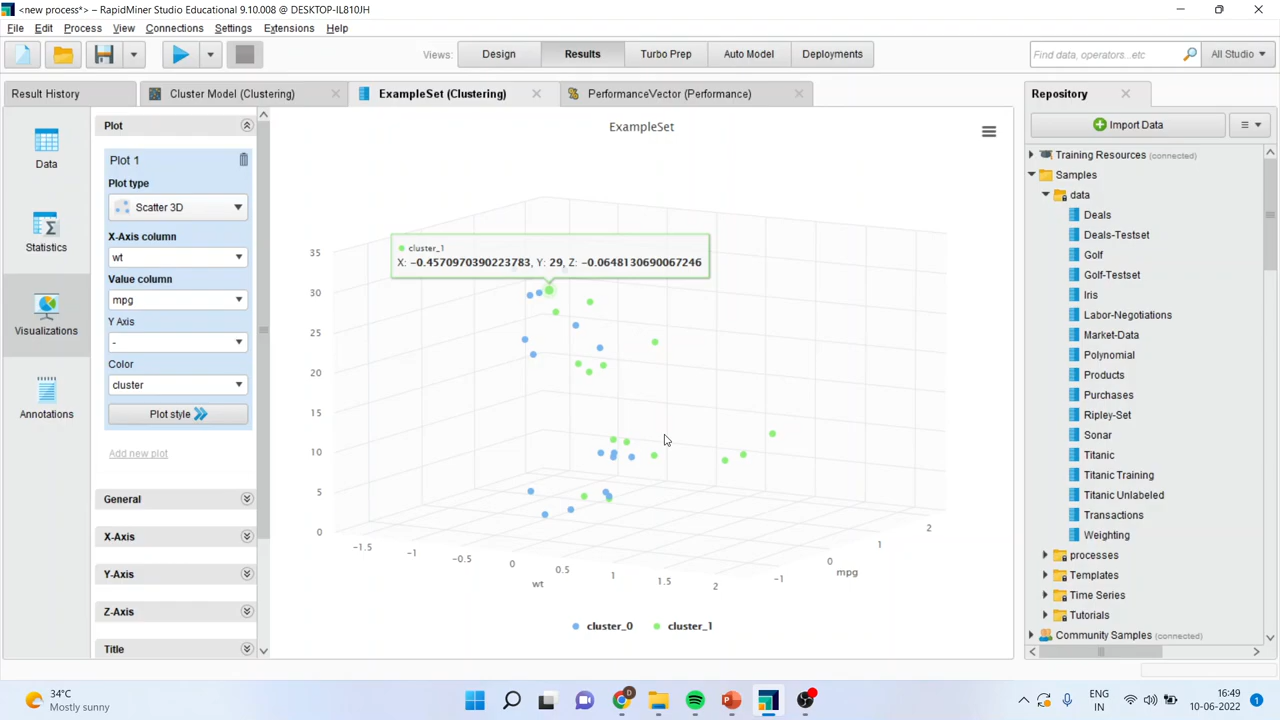 <new process*> – RapidMiner Studio Educational 9.10.008 @ DESKTOP-IL810JH
File Edit Process View Connections Settings Extensions Help
Views: Design Results Turbo Prep Auto Model Deployments
Find data, operators...etc All Studio
Result History
Cluster Model (Clustering)
ExampleSet (Clustering)
PerformanceVector (Performance)
Data
Statistics
Visualizations
Annotations
Plot
Plot 1
Plot type
Scatter 3D
X-Axis column
wt
Value column
mpg
Y Axis
-
Color
cluster
Plot style
Add new plot
General
X-Axis
Y-Axis
Z-Axis
Title
ExampleSet
cluster_1
X: -0.4570970390223783, Y: 29, Z: -0.0648130690067246
35
30
25
20
15
10
5
0
-1.5
-1
-0.5
0
0.5
1
1.5
2
wt
-1
0
1
2
mpg
cluster_0 cluster_1
Repository
Import Data
Training Resources (connected)
Samples
data
Deals
Deals-Testset
Golf
Golf-Testset
Iris
Labor-Negotiations
Market-Data
Polynomial
Products
Purchases
Ripley-Set
Sonar
Titanic
Titanic Training
Titanic Unlabeled
Transactions
Weighting
processes
Templates
Time Series
Tutorials
Community Samples (connected)
34°C
Mostly sunny
ENG
IN
16:49
10-06-2022
1